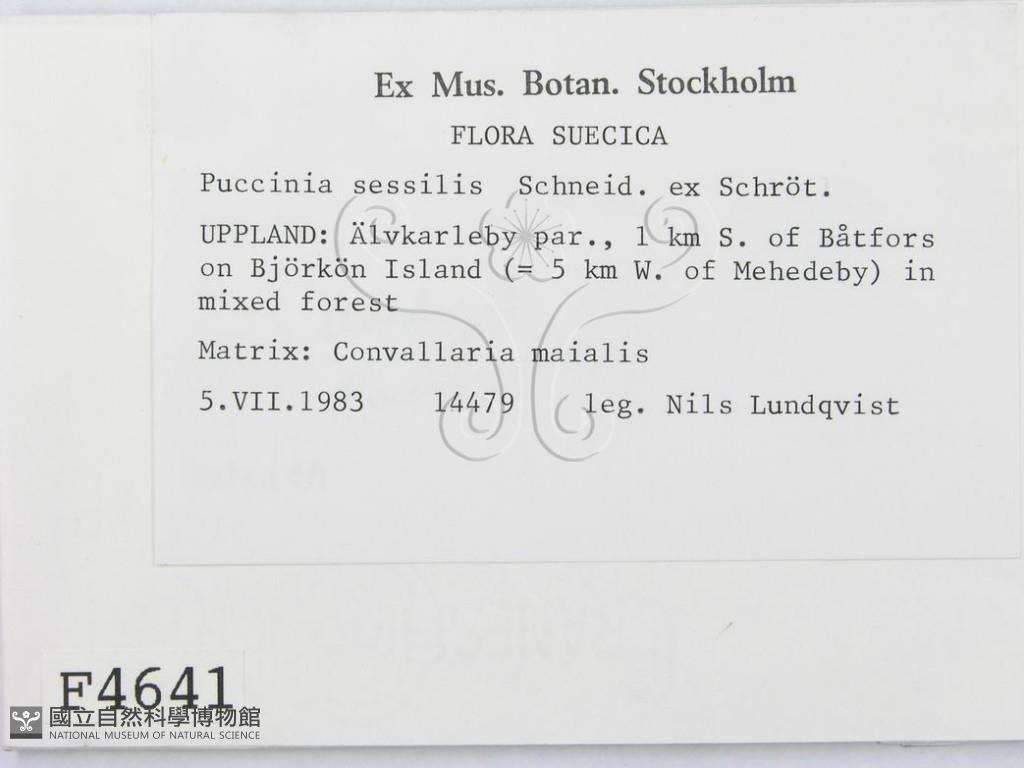 Ex Mus. Botan. Stockholm
FLORA SUECICA
Puccinia sessilis Schneid. ex Schröt.
UPPLAND: Älvkarleby par., 1 km S. of Båtfors
on Björkön Island (= 5 km W. of Mehedeby) in
mixed forest
Matrix: Convallaria maialis
5.VII.1983 14479 leg. Nils Lundqvist
F4641
國立自然科學博物館
NATIONAL MUSEUM OF NATURAL SCIENCE